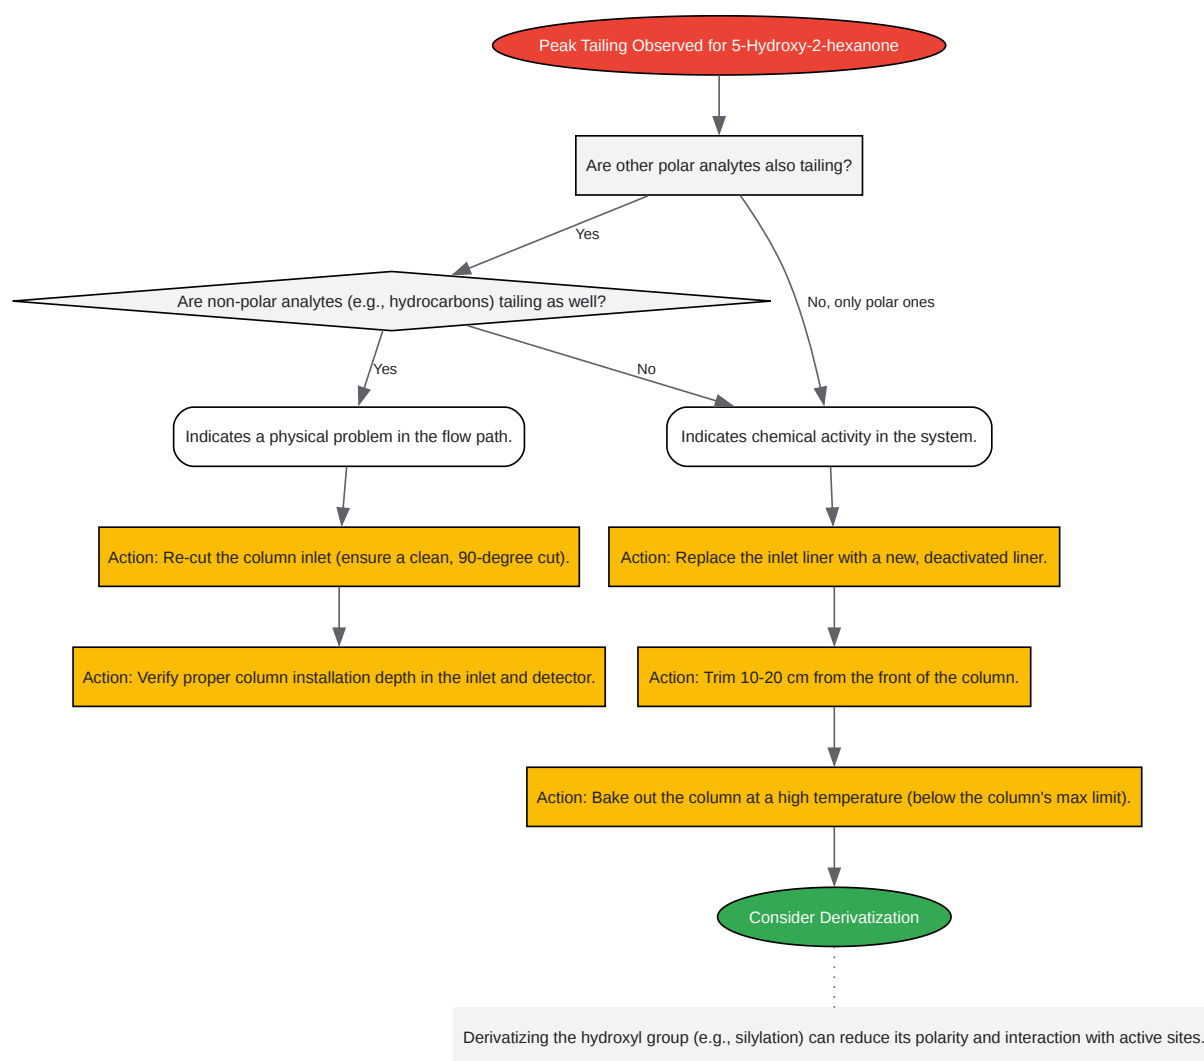 Peak Tailing Observed for 5-Hydroxy-2-hexanone
Are other polar analytes also tailing?
Yes
Are non-polar analytes (e.g., hydrocarbons) tailing as well?
No, only polar ones
Yes
No
Indicates a physical problem in the flow path.
Indicates chemical activity in the system.
Action: Re-cut the column inlet (ensure a clean, 90-degree cut).
Action: Replace the inlet liner with a new, deactivated liner.
Action: Verify proper column installation depth in the inlet and detector.
Action: Trim 10-20 cm from the front of the column.
Action: Bake out the column at a high temperature (below the column's max limit).
Consider Derivatization
Derivatizing the hydroxyl group (e.g., silylation) can reduce its polarity and interaction with active sites.